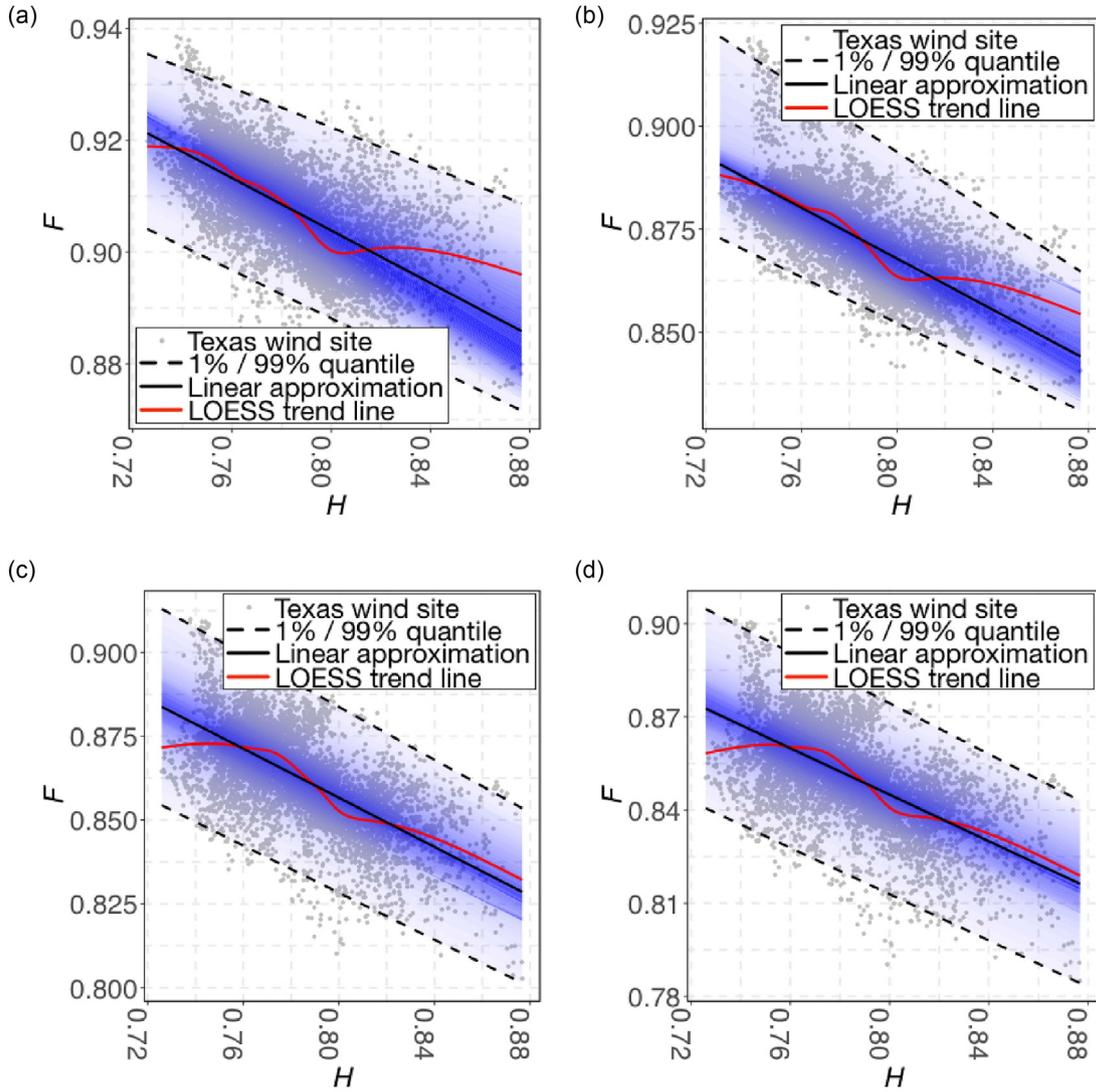 (a)
0.94
0.92
0.90
0.88
F
Texas wind site
1% / 99% quantile
Linear approximation
LOESS trend line
0.72
0.76
0.80
0.84
0.88
H
(b)
0.925
0.900
0.875
0.850
F
Texas wind site
1% / 99% quantile
Linear approximation
LOESS trend line
0.72
0.76
0.80
0.84
0.88
H
(c)
0.900
0.875
0.850
0.825
0.800
F
Texas wind site
1% / 99% quantile
Linear approximation
LOESS trend line
0.72
0.76
0.80
0.84
0.88
H
(d)
0.90
0.87
0.84
0.81
0.78
F
Texas wind site
1% / 99% quantile
Linear approximation
LOESS trend line
0.72
0.76
0.80
0.84
0.88
H